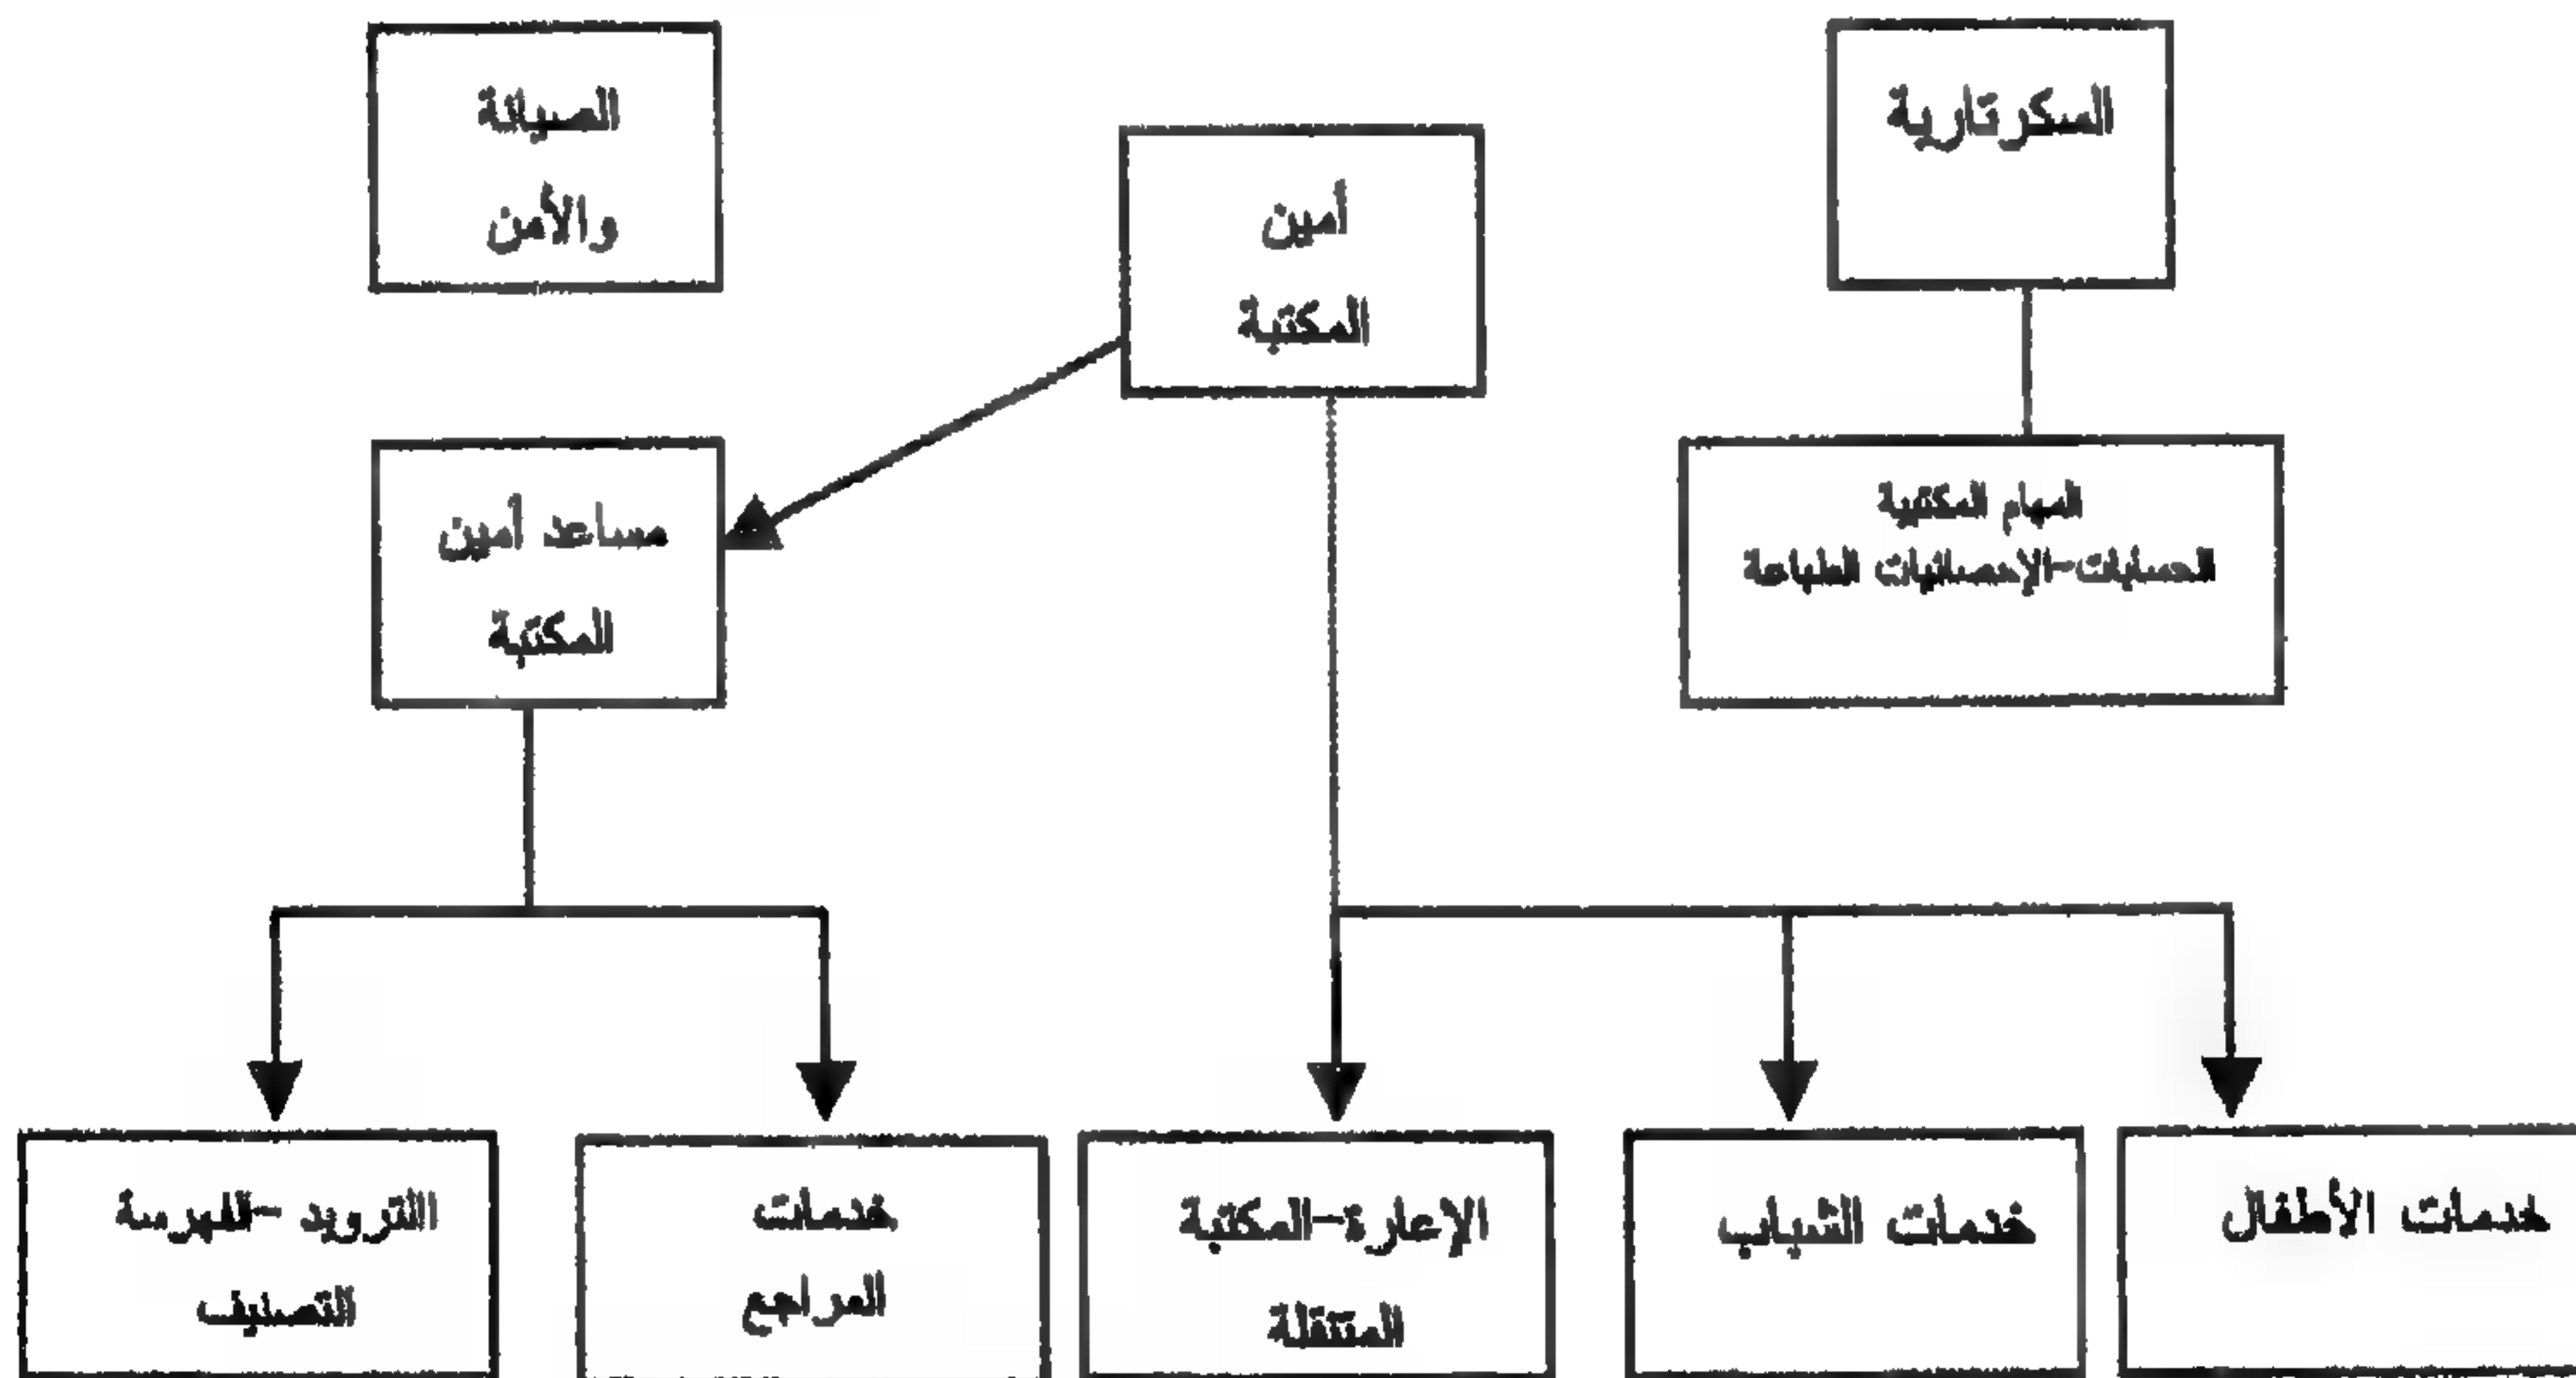 السكرتارية
أمين
المكتبة
الصيانة
والأمن
المهام المكتبية
الحسابات-الإحصائيات الطباعة
مساعد أمين
المكتبة
خدمات الأطفال
خدمات الشباب
الإعارة-المكتبة
المتنقلة
خدمات
المراجع
التزويد -الفهرسة
التصنيف